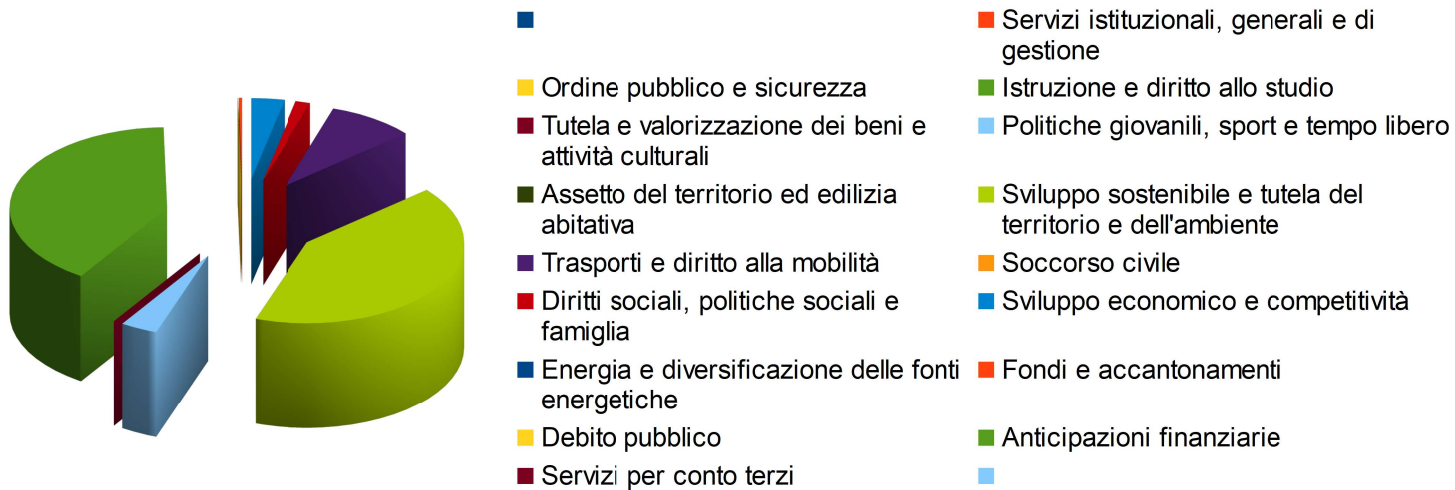 Servizi istituzionali, generali e di
gestione
Ordine pubblico e sicurezza
Istruzione e diritto allo studio
Tutela e valorizzazione dei beni e
attività culturali
Politiche giovanili, sport e tempo libero
Assetto del territorio ed edilizia
abitativa
Sviluppo sostenibile e tutela del
territorio e dell'ambiente
Trasporti e diritto alla mobilità
Soccorso civile
Diritti sociali, politiche sociali e
famiglia
Sviluppo economico e competitività
Energia e diversificazione delle fonti
energetiche
Fondi e accantonamenti
Debito pubblico
Anticipazioni finanziarie
Servizi per conto terzi